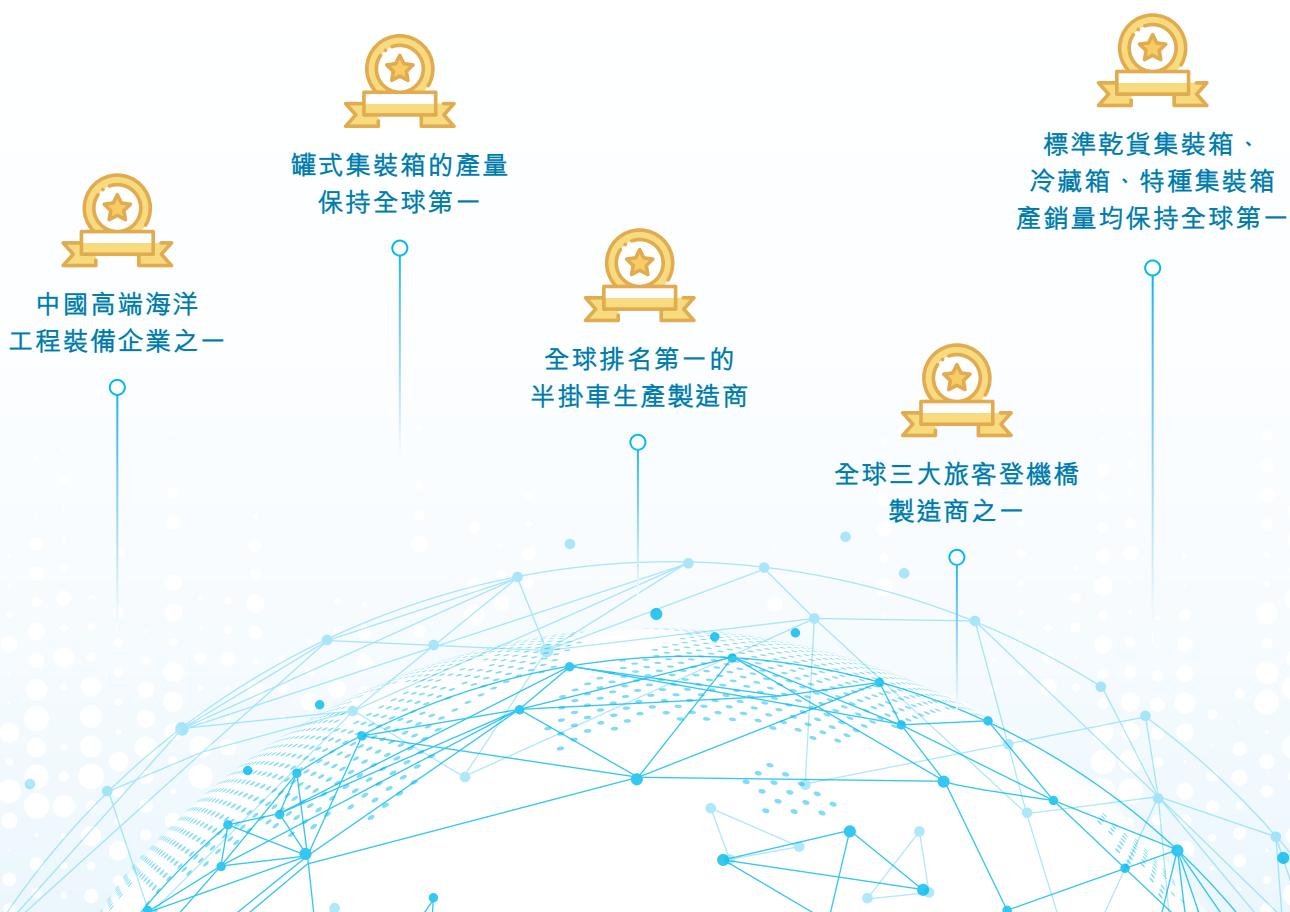 中國高端海洋
工程裝備企業之一
罐式集裝箱的產量
保持全球第一
全球排名第一的
半掛車生產製造商
全球三大旅客登機橋
製造商之一
標準乾貨集裝箱、
冷藏箱、特種集裝箱
產銷量均保持全球第一